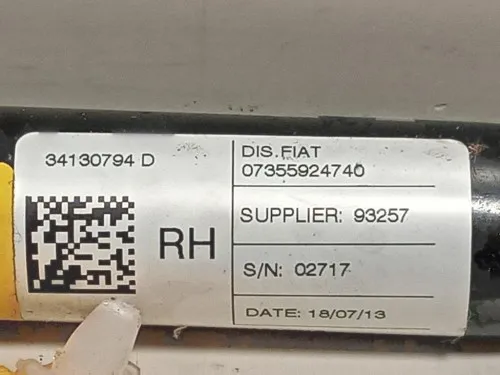 34130794 D
RH
DIS.FIAT
07355924740
SUPPLIER: 93257
S/N: 02717
DATE: 18/07/13